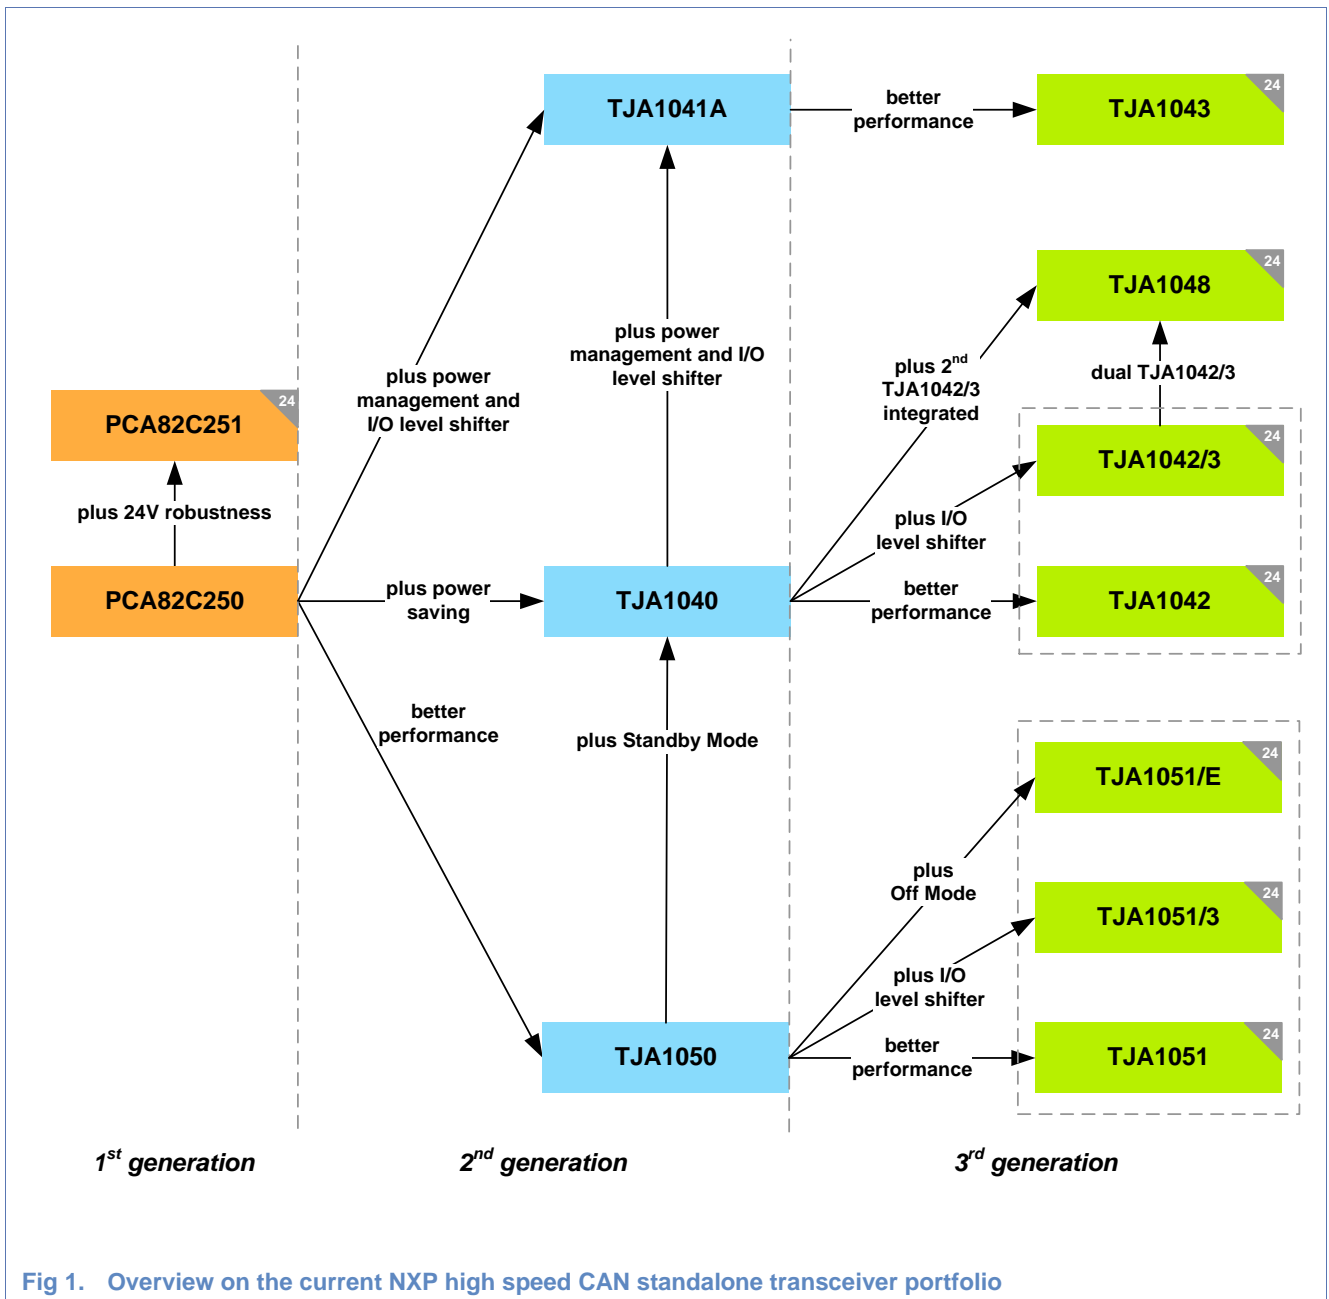 TJA1041A
better
performance
TJA1043
24
TJA1048
24
plus power
management and I/O
level shifter
plus 2nd
TJA1042/3
integrated
dual TJA1042/3
plus power
management and
I/O level shifter
PCA82C251
24
TJA1042/3
24
plus 24V robustness
plus I/O
level shifter
PCA82C250
plus power
saving
TJA1040
better
performance
TJA1042
24
better
performance
plus Standby Mode
TJA1051/E
24
plus
Off Mode
TJA1051/3
24
plus I/O
level shifter
TJA1050
better
performance
TJA1051
24
1st generation
2nd generation
3rd generation
Fig 1. Overview on the current NXP high speed CAN standalone transceiver portfolio